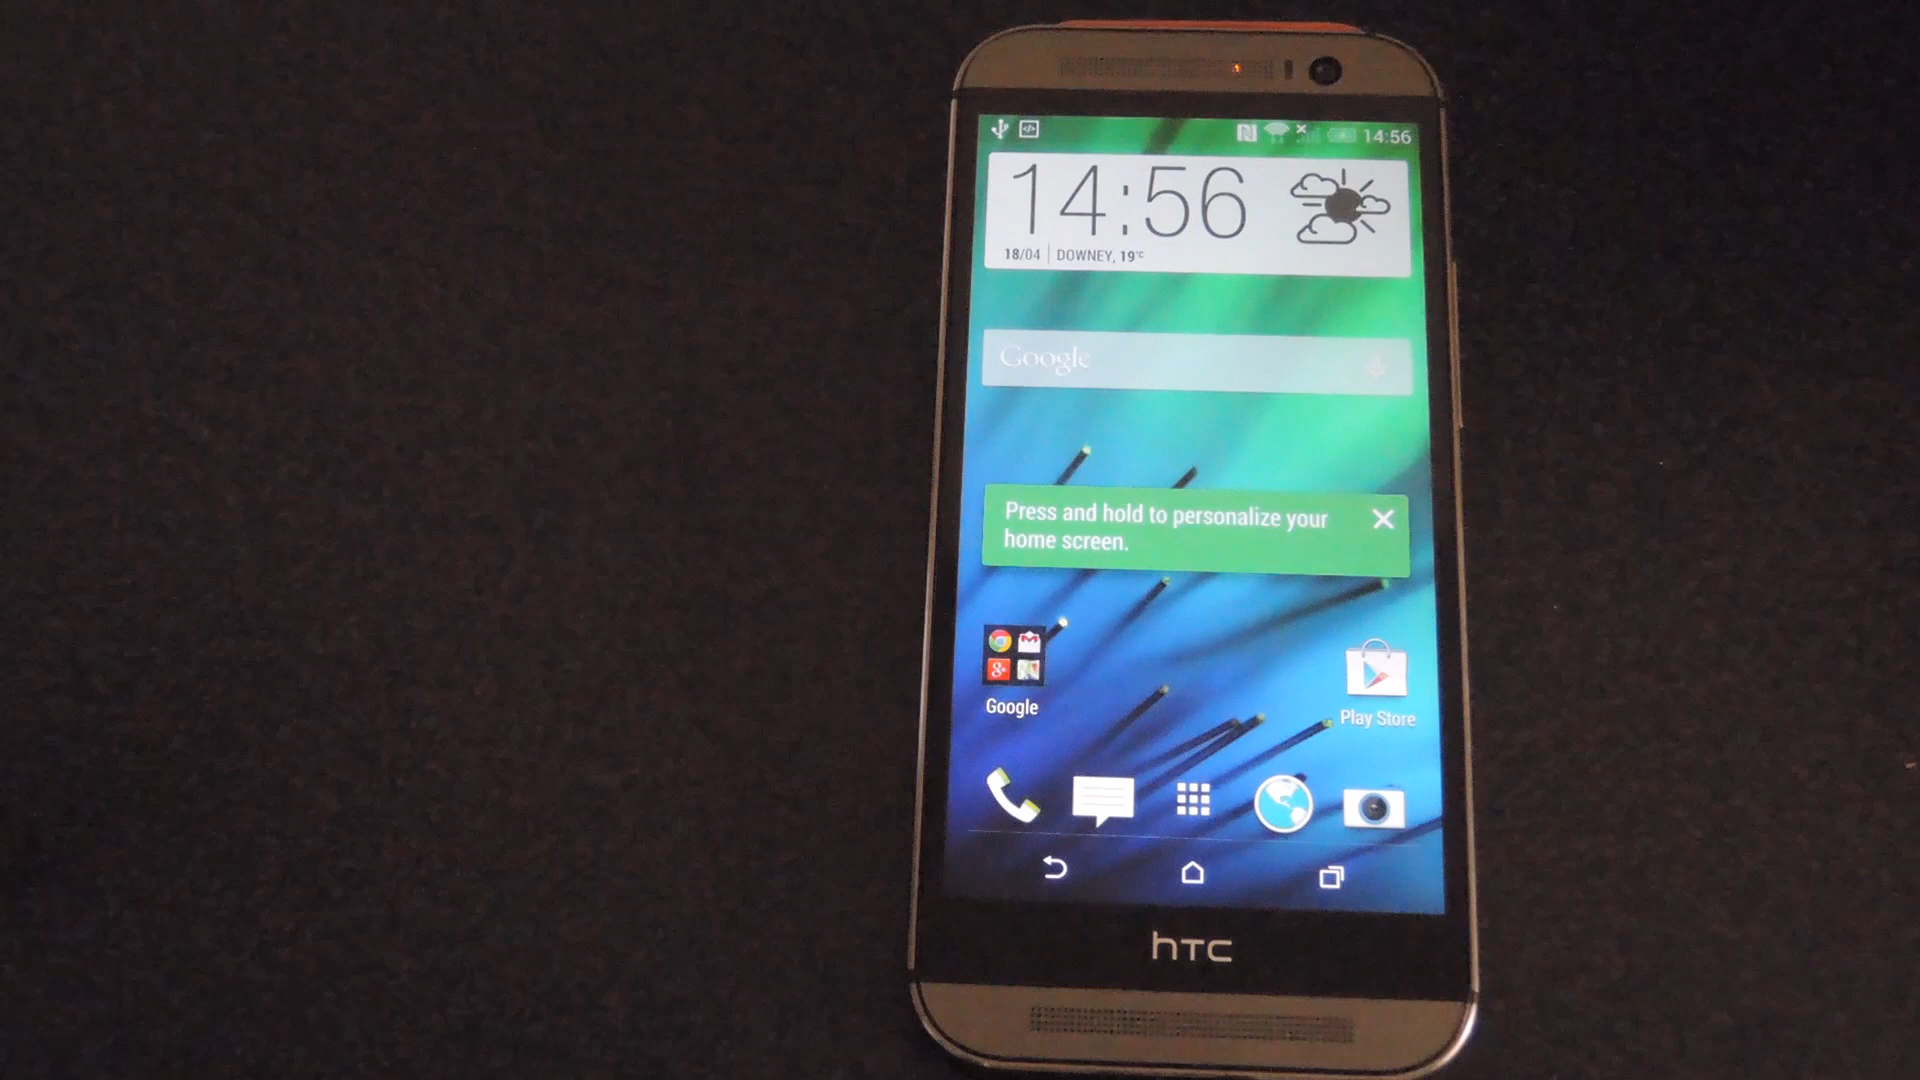 14:56
14:56
18/04 | DOWNEY, 19°C
Google
Press and hold to personalize your
home screen.
Google
Play Store
hTC